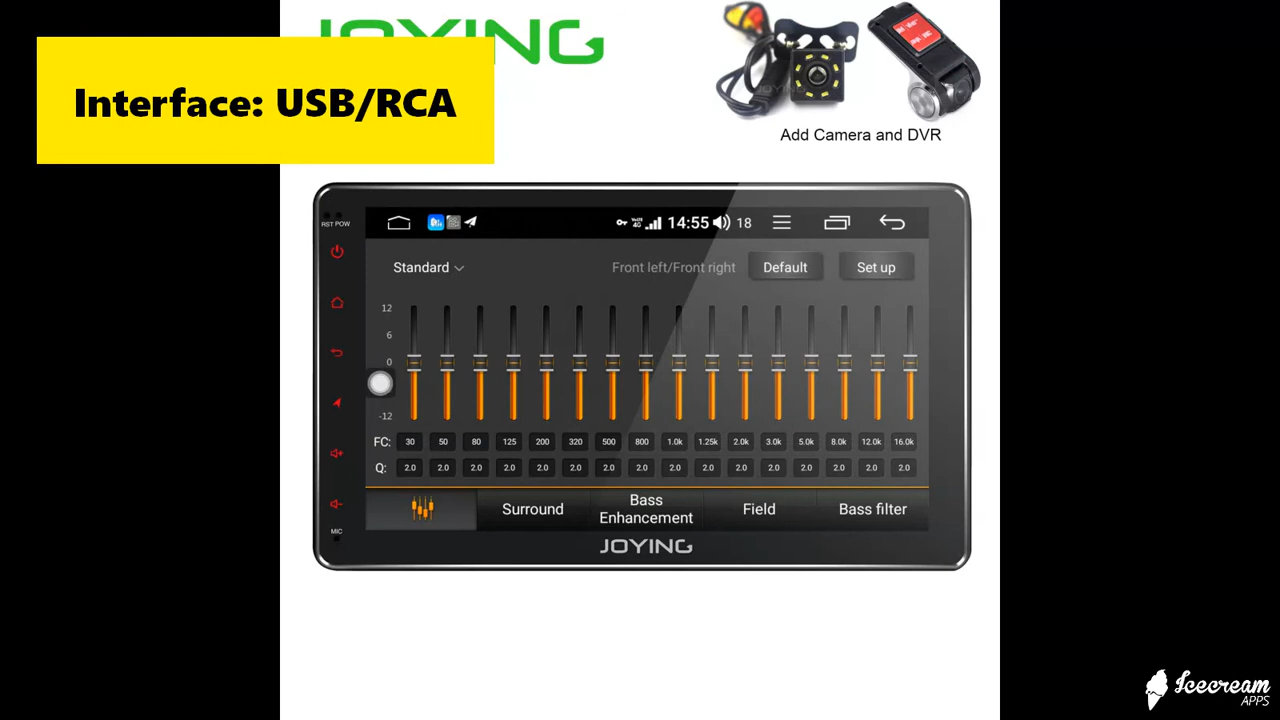 JOYING
Interface: USB/RCA
JOYING
Add Camera and DVR
RST POW
14:55
18
Standard
Front left/Front right
Default
Set up
12
6
0
-12
FC: 30 50 80 125 200 320 500 800 1.0k 1.25k 2.0k 3.0k 5.0k 8.0k 12.0k 16.0k
Q: 2.0 2.0 2.0 2.0 2.0 2.0 2.0 2.0 2.0 2.0 2.0 2.0 2.0 2.0 2.0 2.0
Surround
Bass
Enhancement
Field
Bass filter
MIC
JOYING
Icecream
APPS